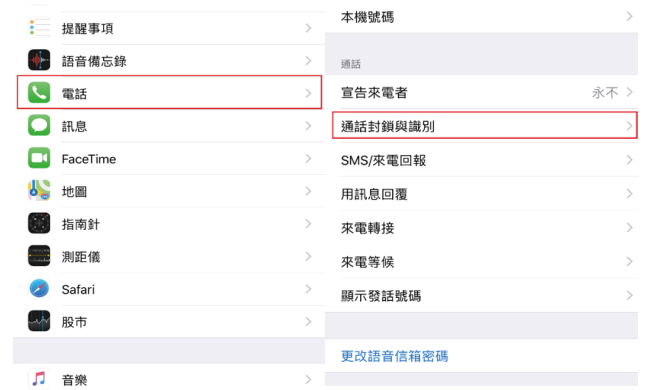 提醒事項
語音備忘錄
電話
訊息
FaceTime
地圖
指南針
測距儀
Safari
股市
音樂
本機號碼
通話
宣告來電者 永不
通話封鎖與識別
SMS/來電回報
用訊息回覆
來電轉接
來電等候
顯示發話號碼
更改語音信箱密碼